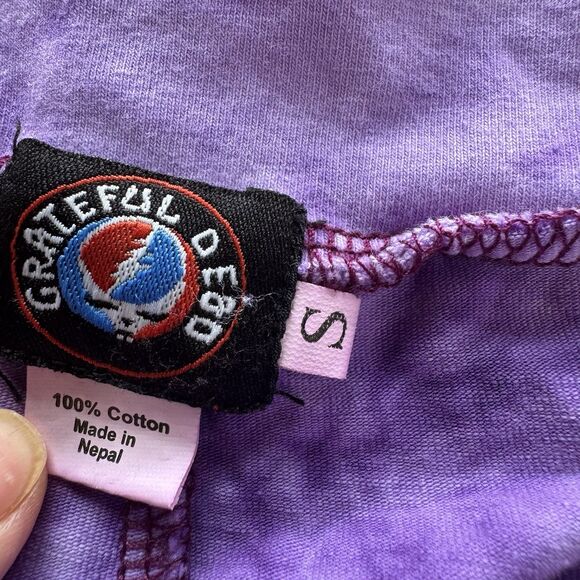 GRATEFUL DEAD
S
100% Cotton
Made in
Nepal